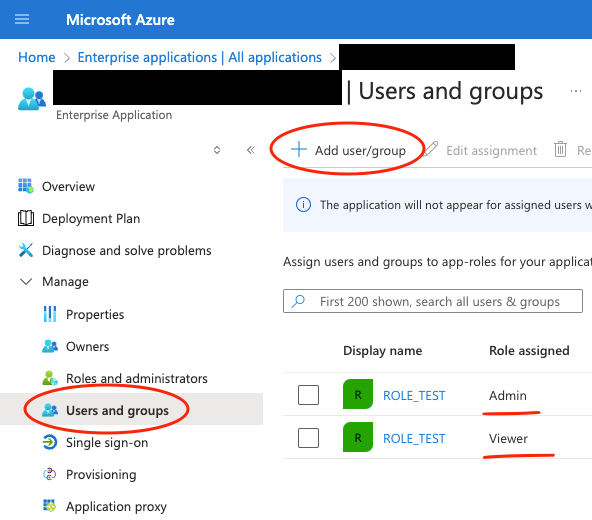 Microsoft Azure
Home > Enterprise applications | All applications >
| Users and groups ...
Enterprise Application
+ Add user/group Edit assignment Re
Overview
Deployment Plan
Diagnose and solve problems
Manage
Properties
Owners
Roles and administrators
Users and groups
Single sign-on
Provisioning
Application proxy
The application will not appear for assigned users w
Assign users and groups to app-roles for your applica
First 200 shown, search all users & groups
Display name Role assigned
R ROLE_TEST Admin
R ROLE_TEST Viewer